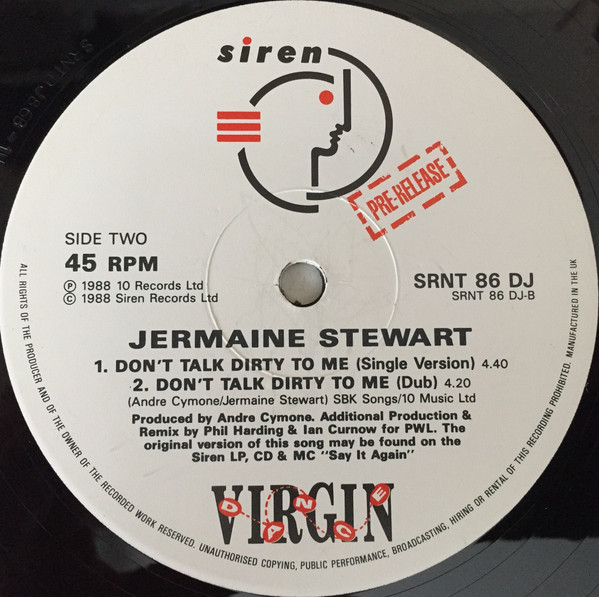 siren
PRE-RELEASE
SIDE TWO
45 RPM
Ⓟ 1988 10 Records Ltd
© 1988 Siren Records Ltd
SRNT 86 DJ
SRNT 86 DJ-B
JERMAINE STEWART
1. DON'T TALK DIRTY TO ME (Single Version) 4.40
2. DON'T TALK DIRTY TO ME (Dub) 4.20
(Andre Cymone/Jermaine Stewart) SBK Songs/10 Music Ltd
Produced by Andre Cymone. Additional Production &
Remix by Phil Harding & Ian Curnow for PWL. The
original version of this song may be found on the
Siren LP, CD & MC "Say It Again"
VIRGIN
DANCE
ALL RIGHTS OF THE PRODUCER AND OF THE OWNER OF THE RECORDED WORK RESERVED. UNAUTHORISED COPYING, PUBLIC PERFORMANCE, BROADCASTING, HIRING OR RENTAL OF THIS RECORDING PROHIBITED. MANUFACTURED IN THE UK